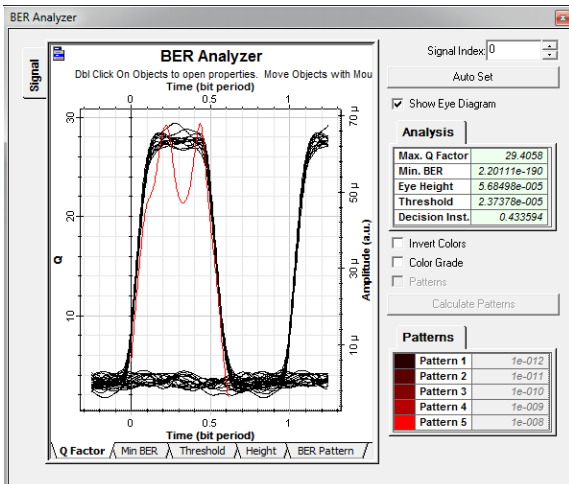 BER Analyzer
Signal
BER Analyzer
Dbl Click On Objects to open properties. Move Objects with Mou
Time (bit period)
0 0.5 1
30
20
10
Q
70 µ
50 µ
30 µ
10 µ
Amplitude (a.u.)
0 0.5 1
Time (bit period)
Q Factor Min BER Threshold Height BER Pattern
Signal Index: 0
Auto Set
Show Eye Diagram
Analysis
Max. Q Factor 29.4058
Min. BER 2.20111e-190
Eye Height 5.68498e-005
Threshold 2.37378e-005
Decision Inst. 0.433594
Invert Colors
Color Grade
Patterns
Calculate Patterns
Patterns
Pattern 1 1e-012
Pattern 2 1e-011
Pattern 3 1e-010
Pattern 4 1e-009
Pattern 5 1e-008